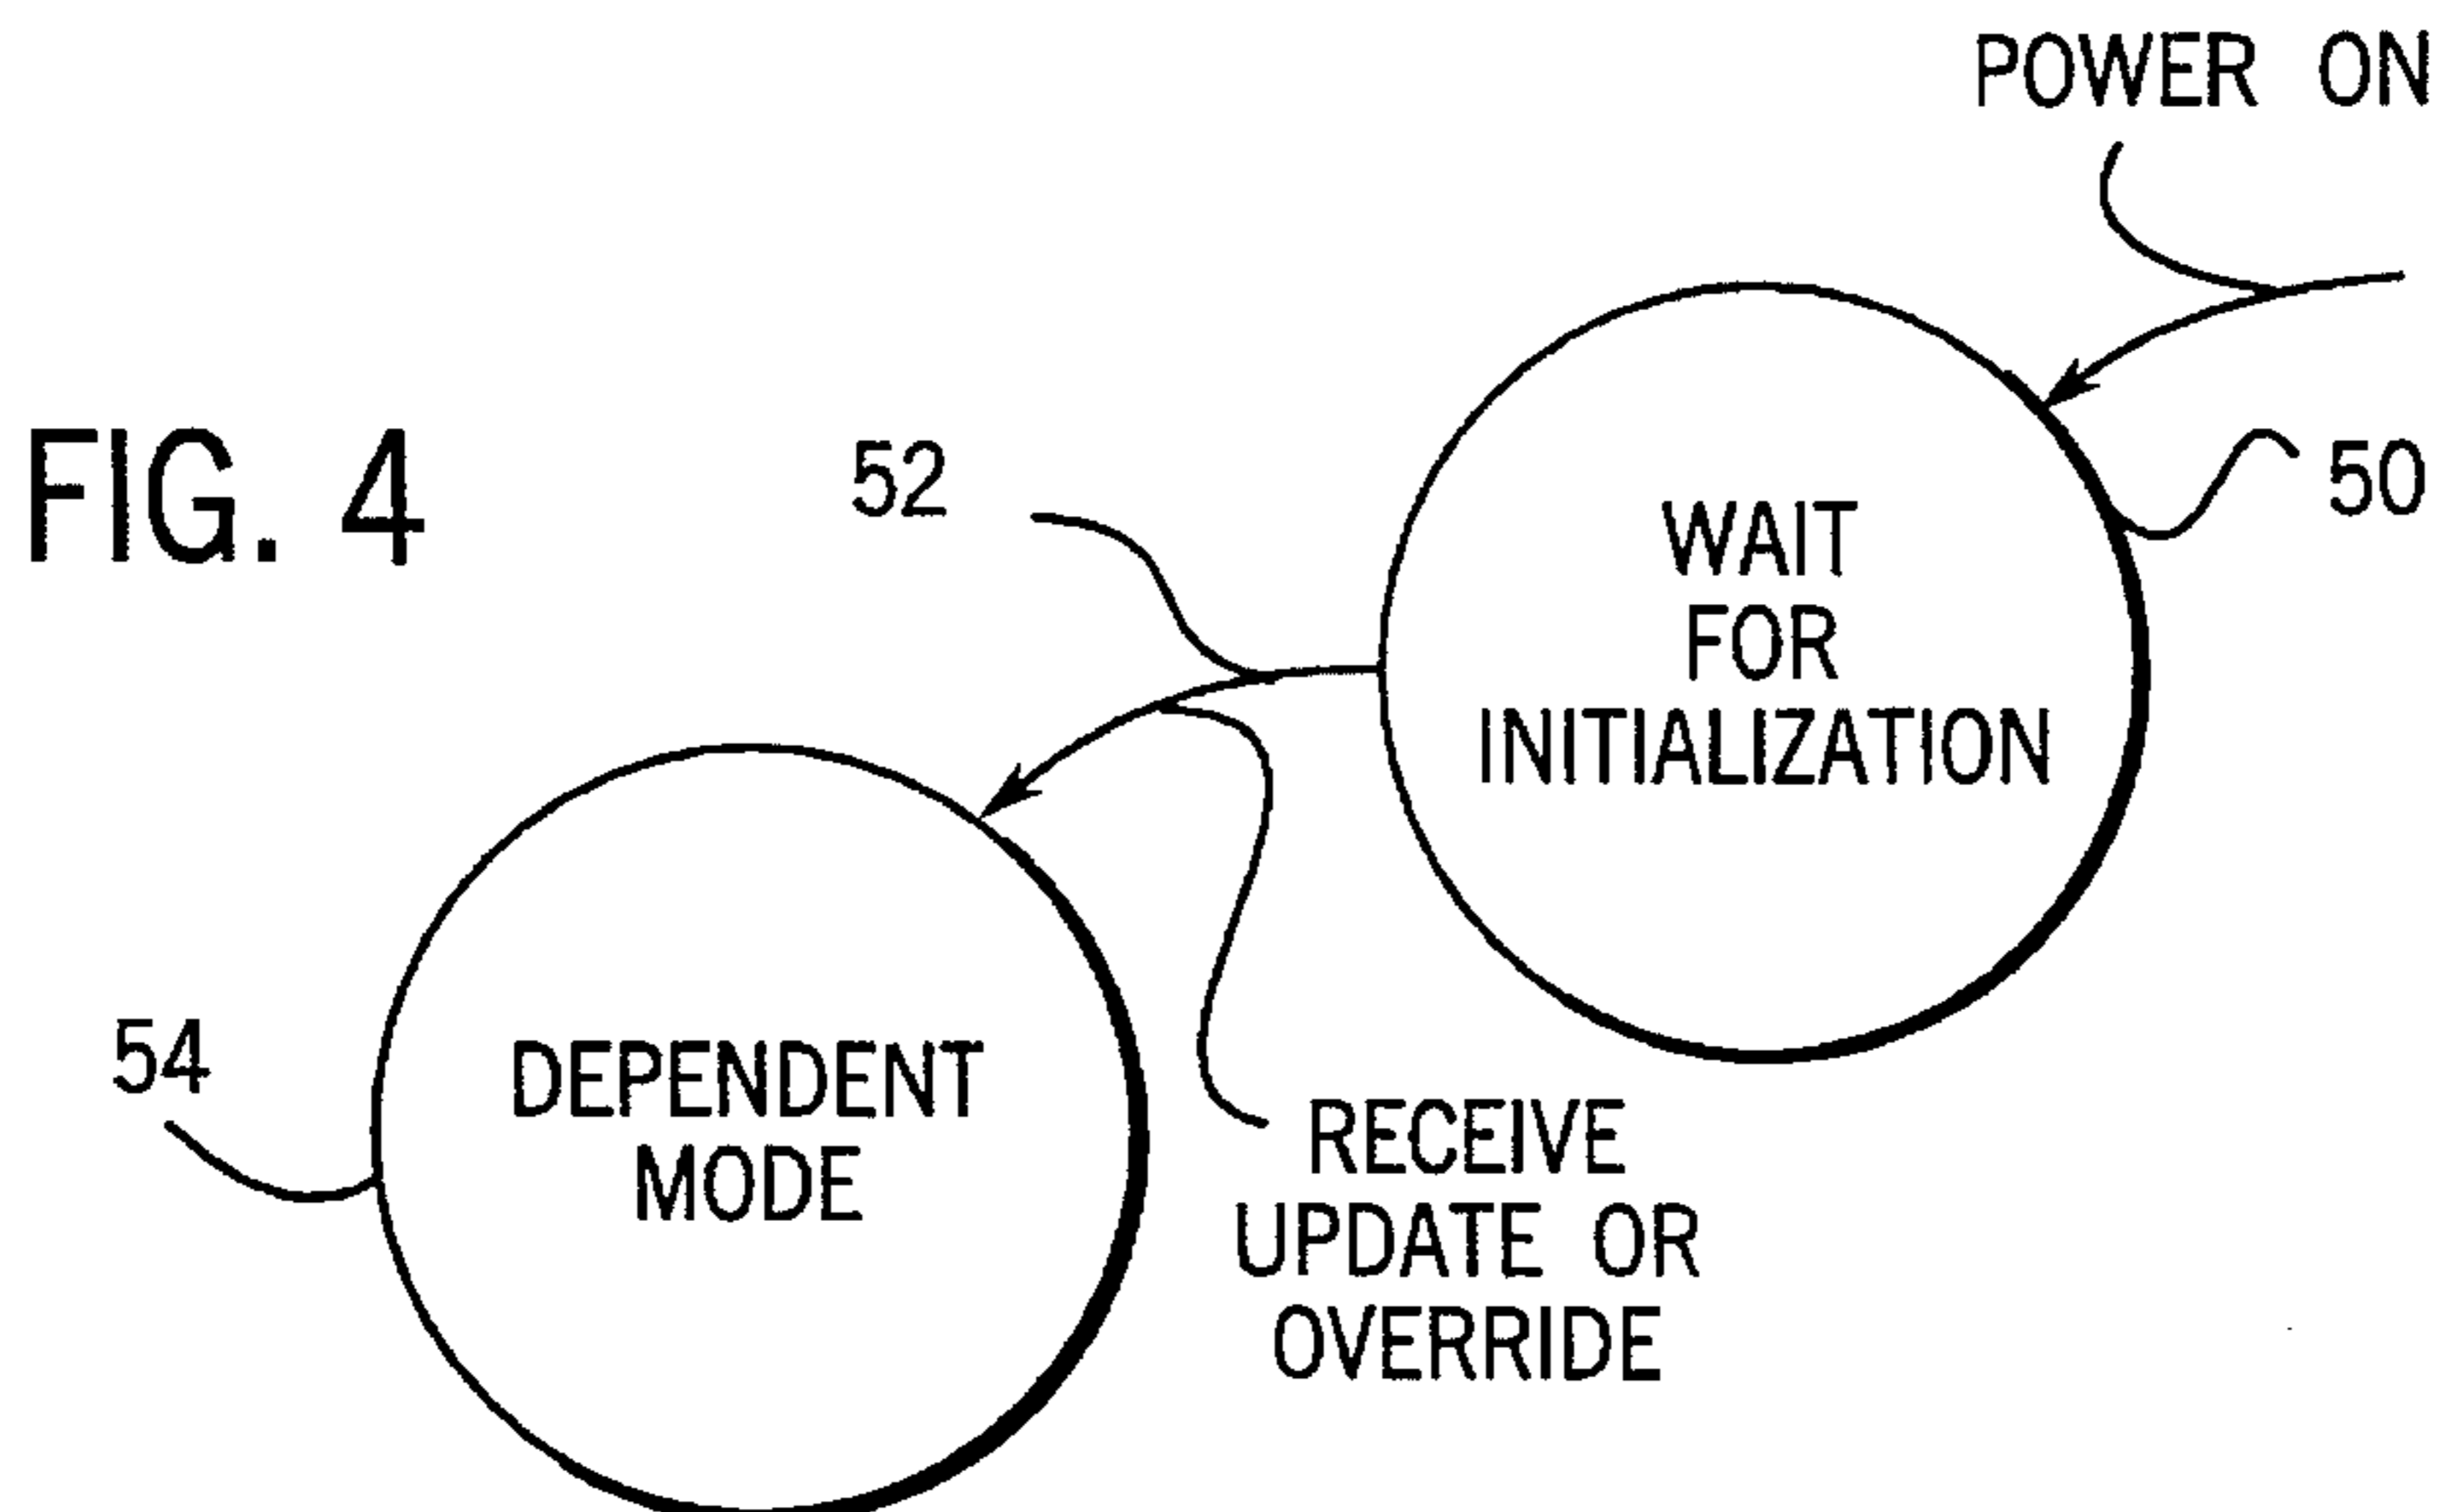 POWER ON
FIG. 4
52
50
WAIT
FOR
INITIALIZATION
54
DEPENDENT
MODE
RECEIVE
UPDATE OR
OVERRIDE